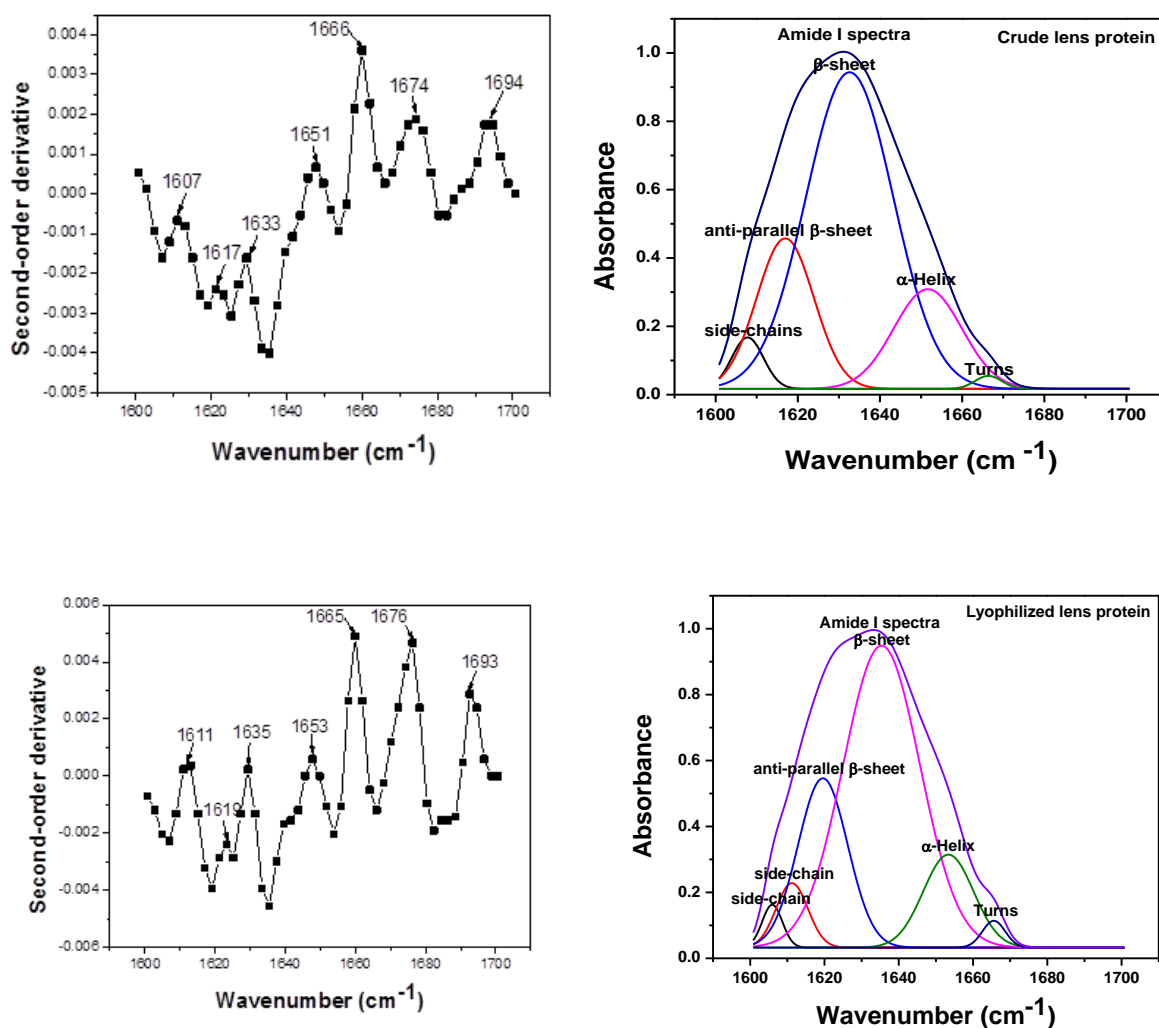 0.004
0.003
0.002
0.001
0.000
-0.001
-0.002
-0.003
-0.004
-0.005
Second-order derivative
1607
1617
1633
1651
1666
1674
1694
1600 1620 1640 1660 1680 1700
Wavenumber (cm⁻¹)
Amide I spectra
Crude lens protein
β-sheet
anti-parallel β-sheet
α-Helix
side-chains
Turns
1.0
0.8
0.6
0.4
0.2
0.0
Absorbance
1600 1620 1640 1660 1680 1700
Wavenumber (cm ⁻¹)
0.006
0.004
0.002
0.000
-0.002
-0.004
-0.006
Second-order derivative
1611
1619
1635
1653
1665
1676
1693
1600 1620 1640 1660 1680 1700
Wavenumber (cm⁻¹)
Lyophilized lens protein
Amide I spectra
β-sheet
anti-parallel β-sheet
α-Helix
side-chain
side-chain
Turns
1.0
0.8
0.6
0.4
0.2
0.0
Absorbance
1600 1620 1640 1660 1680 1700
Wavenumber (cm⁻¹)